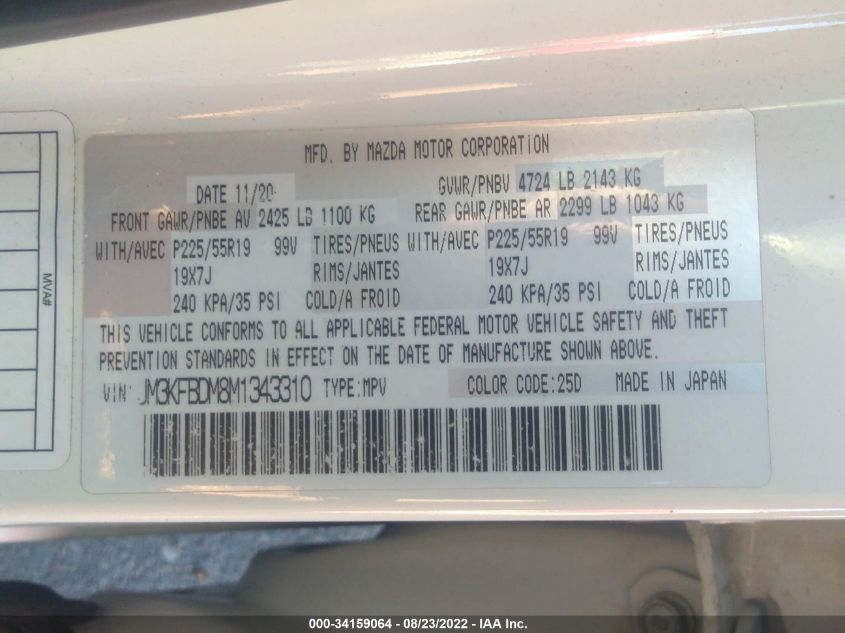 MFD. BY MAZDA MOTOR CORPORATION
DATE 11/20 GVWR/PNBV 4724 LB 2143 KG
FRONT GAWR/PNBE AV 2425 LB 1100 KG REAR GAWR/PNBE AR 2299 LB 1043 KG
WITH/AVEC P225/55R19 99V TIRES/PNEUS WITH/AVEC P225/55R19 99V TIRES/PNEUS
19X7J RIMS/JANTES 19X7J RIMS/JANTES
240 KPA/35 PSI COLD/A FROID 240 KPA/35 PSI COLD/A FROID
THIS VEHICLE CONFORMS TO ALL APPLICABLE FEDERAL MOTOR VEHICLE SAFETY AND THEFT
PREVENTION STANDARDS IN EFFECT ON THE DATE OF MANUFACTURE SHOWN ABOVE.
VIN: JM3KFBDM8M1343310 TYPE:MPV COLOR CODE:25D MADE IN JAPAN
MVA#
000-34159064 - 08/23/2022 - IAA Inc.